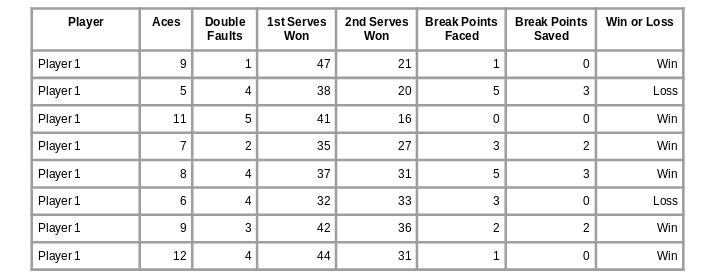 Player Aces Double Faults 1st Serves Won 2nd Serves Won Break Points Faced Break Points Saved Win or Loss
Player 1 9 1 47 21 1 0 Win
Player 1 5 4 38 20 5 3 Loss
Player 1 11 5 41 16 0 0 Win
Player 1 7 2 35 27 3 2 Win
Player 1 8 4 37 31 5 3 Win
Player 1 6 4 32 33 3 0 Loss
Player 1 9 3 42 36 2 2 Win
Player 1 12 4 44 31 1 0 Win